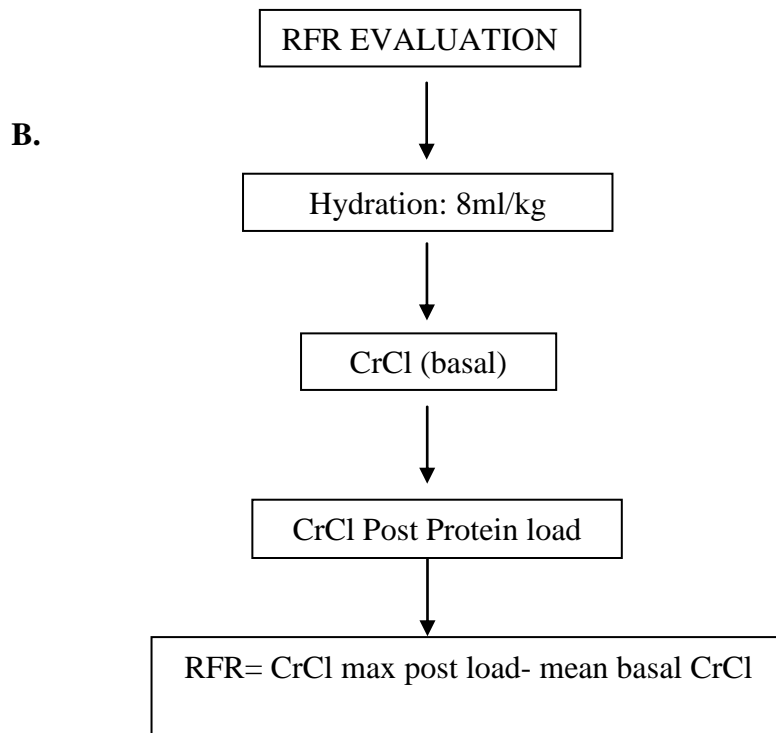 RFR EVALUATION
B.
Hydration: 8ml/kg
CrCl (basal)
CrCl Post Protein load
RFR= CrCl max post load- mean basal CrCl